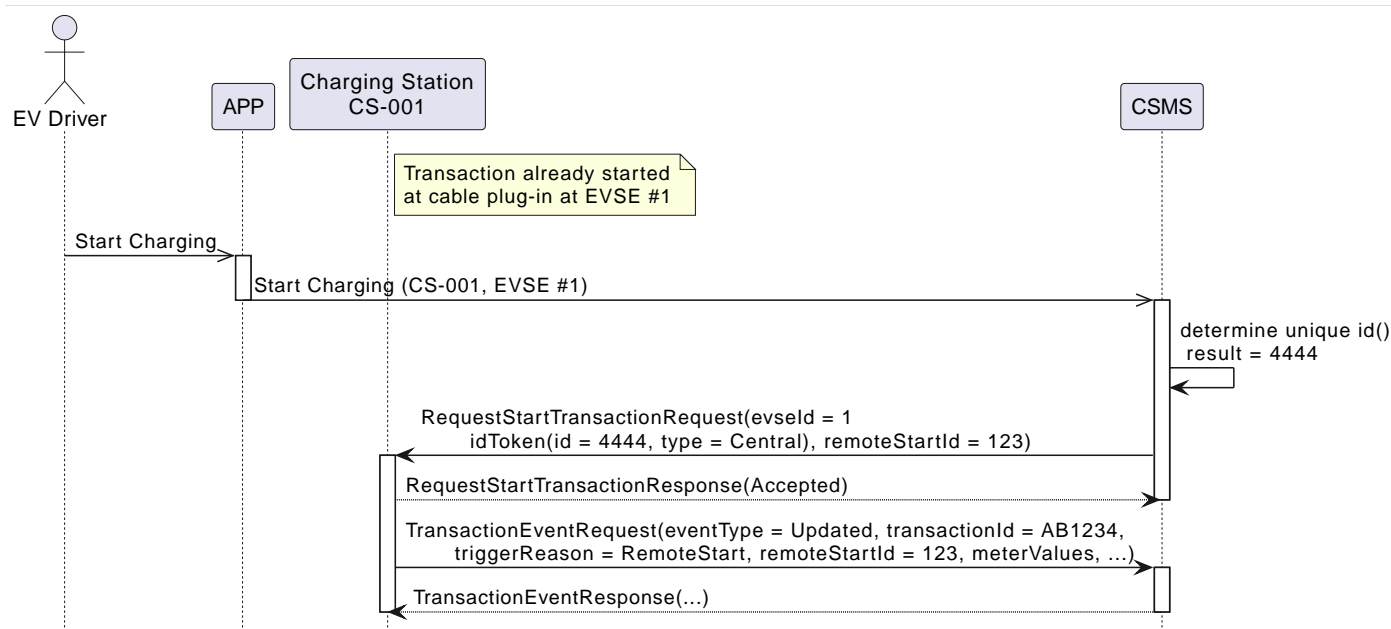 EV Driver
APP
Charging Station
CS-001
CSMS
Transaction already started
at cable plug-in at EVSE #1
Start Charging
Start Charging (CS-001, EVSE #1)
determine unique id()
result = 4444
RequestStartTransactionRequest(evseId = 1
idToken(id = 4444, type = Central), remoteStartId = 123)
RequestStartTransactionResponse(Accepted)
TransactionEventRequest(eventType = Updated, transactionId = AB1234,
triggerReason = RemoteStart, remoteStartId = 123, meterValues, ...)
TransactionEventResponse(...)